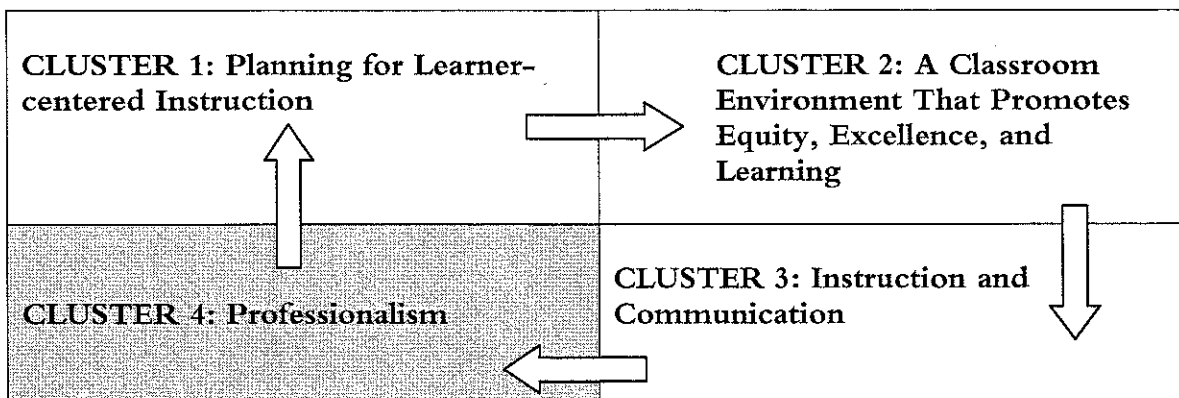 CLUSTER 1: Planning for Learner-
centered Instruction
CLUSTER 2: A Classroom
Environment That Promotes
Equity, Excellence, and
Learning
CLUSTER 3: Instruction and
Communication
CLUSTER 4: Professionalism